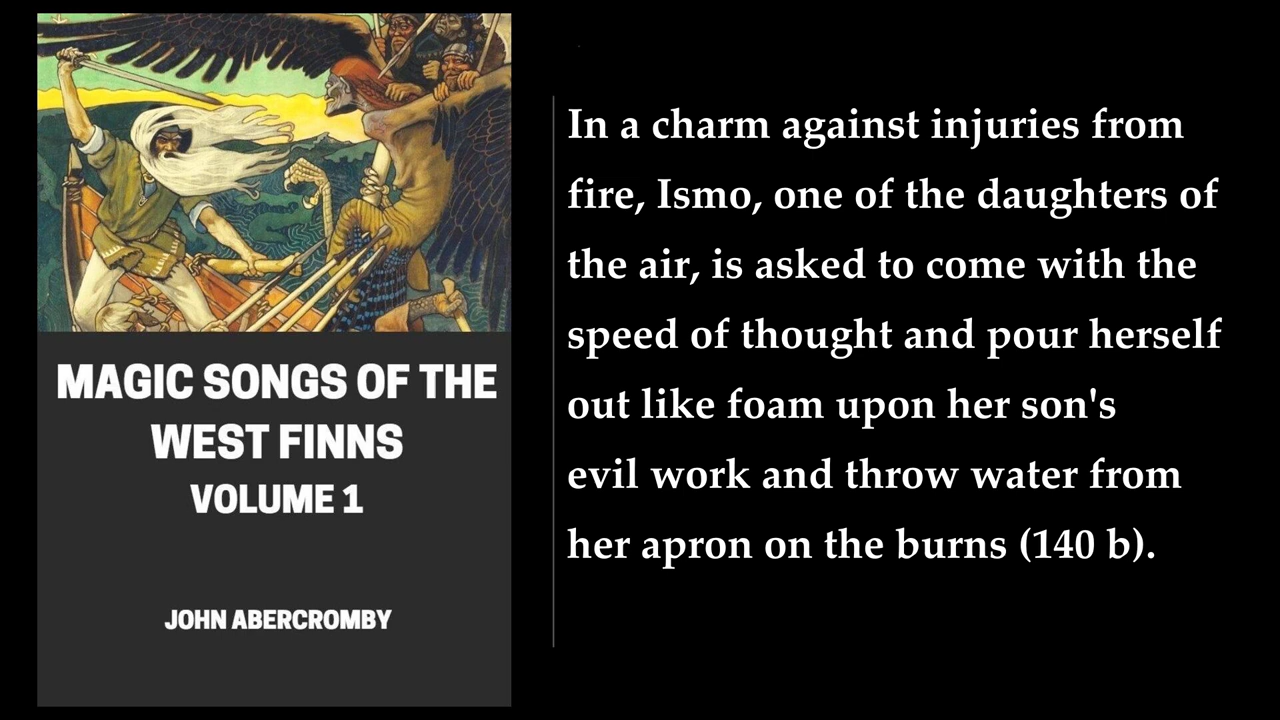 MAGIC SONGS OF THE
WEST FINNS
VOLUME 1
JOHN ABERCROMBY
In a charm against injuries from
fire, Ismo, one of the daughters of
the air, is asked to come with the
speed of thought and pour herself
out like foam upon her son's
evil work and throw water from
her apron on the burns (140 b).